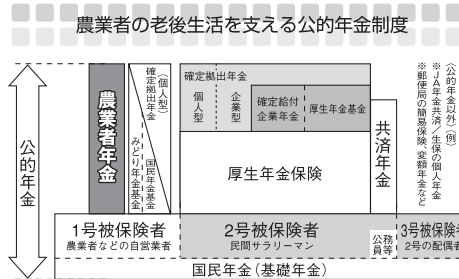 農業者の老後生活を支える公的年金制度
公的年金
農業者年金
確定拠出年金
(個人型)
みどり年金基金
国民年金基金
確定拠出年金
個人型
企業型
確定給付
企業年金
厚生年金基金
厚生年金保険
共済年金
〈公的年金以外〉(例)
※JA年金共済/生保の個人年金
※郵便局の簡易保険、変額年金など
1号被保険者
農業者などの自営業者
2号被保険者
民間サラリーマン
公務
員等
3号被保険者
2号の配偶者
国民年金(基礎年金)